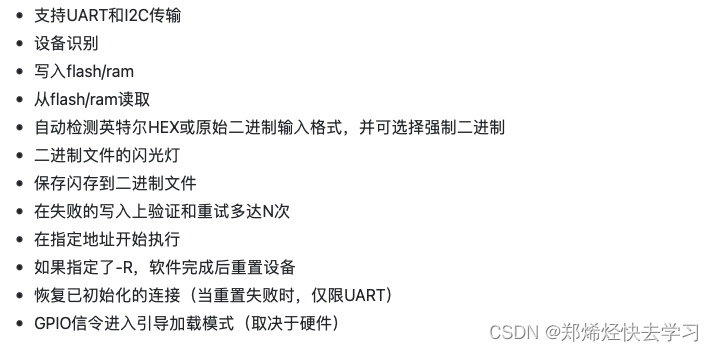 支持UART和I2C传输
设备识别
写入flash/ram
从flash/ram读取
自动检测英特尔HEX或原始二进制输入格式，并可选择强制二进制
二进制文件的闪光灯
保存闪存到二进制文件
在失败的写入上验证和重试多达N次
在指定地址开始执行
如果指定了-R，软件完成后重置设备
恢复已初始化的连接（当重置失败时，仅限UART）
GPIO信令进入引导加载模式（取决于硬件）
CSDN @郑烯烃快去学习